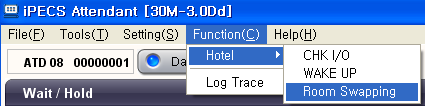 iPECS Attendant [30M-3.0Dd]
File(F) Tools(T) Setting(S) Function(C) Help(H)
Hotel
CHK I/O
ATD 08 00000001
WAKE UP
Log Trace
Room Swapping
Wait / Hold